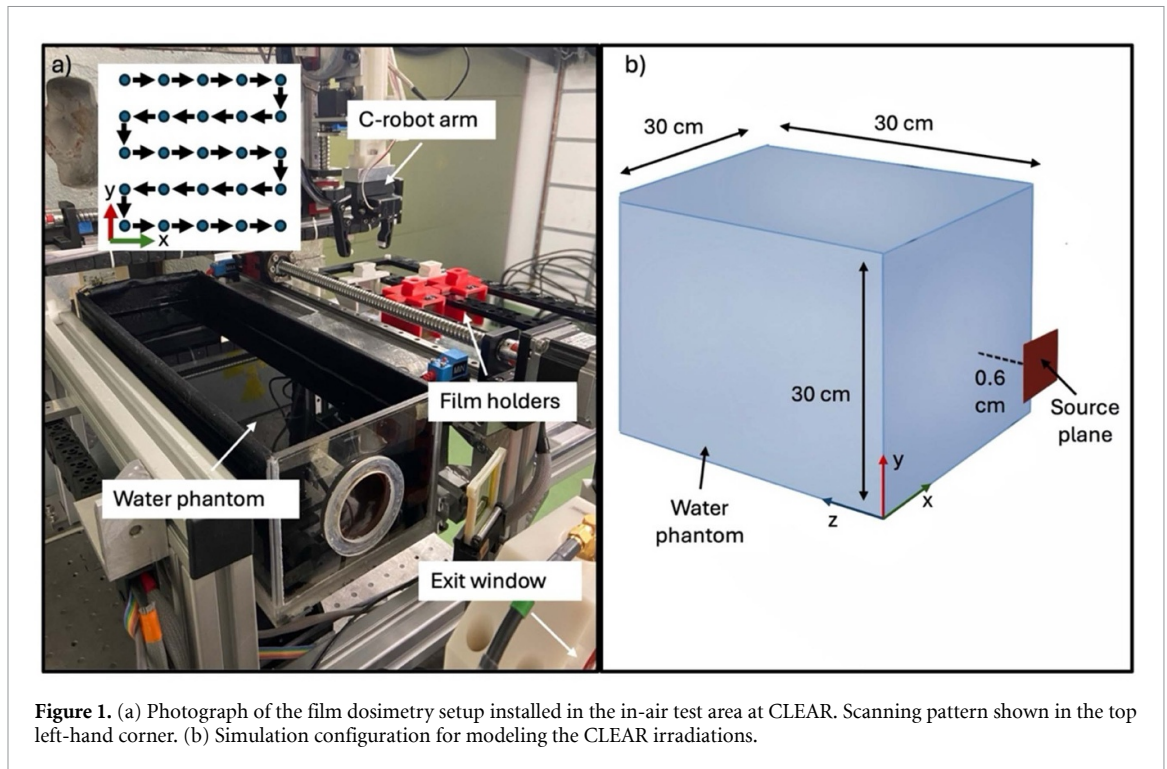 a)
C-robot arm
y
x
Film holders
Water phantom
Exit window
b)
30 cm
30 cm
30 cm
0.6
cm
Source
plane
y
x
z
Water
phantom
Figure 1. (a) Photograph of the film dosimetry setup installed in the in-air test area at CLEAR. Scanning pattern shown in the top
left-hand corner. (b) Simulation configuration for modeling the CLEAR irradiations.